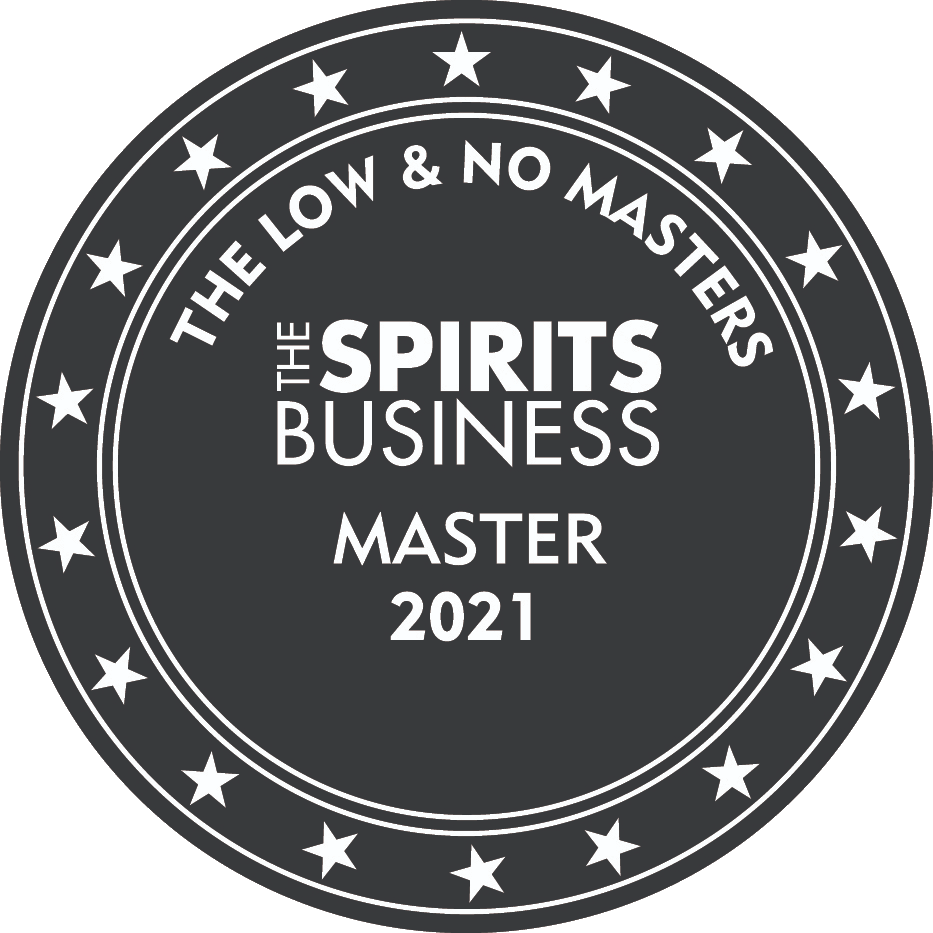 THE LOW & NO MASTERS
THE SPIRITS
BUSINESS
MASTER
2021